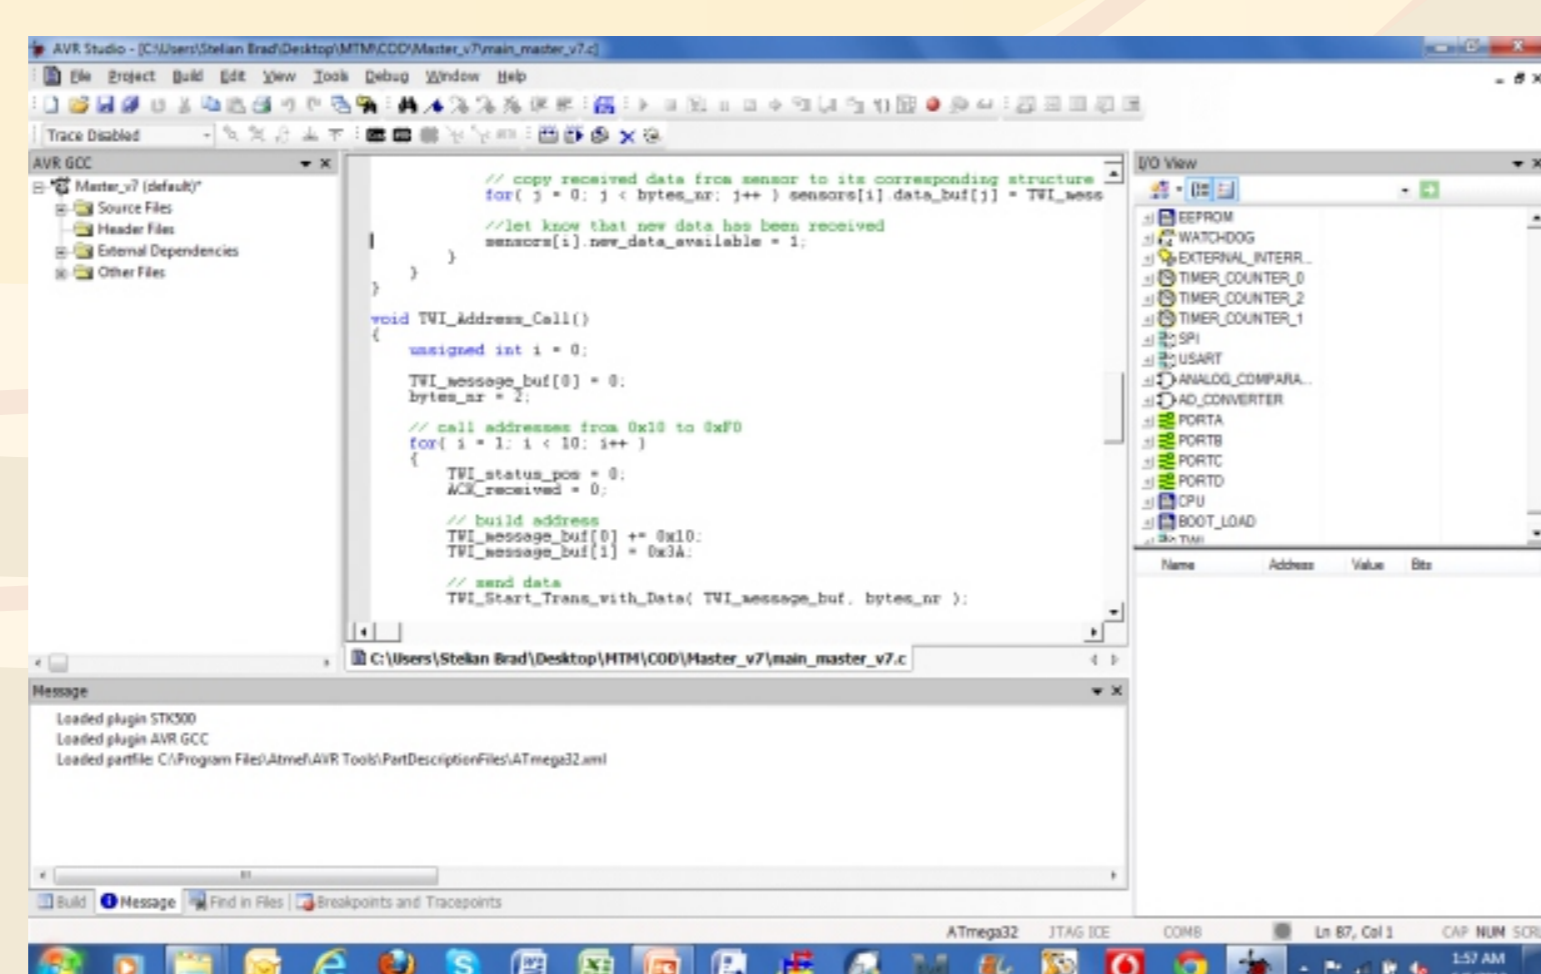 AVR Studio - [C:\Users\Stelian Brad\Desktop\MTM\COD\Master_v7\main_master_v7.c]
File Project Build Edit View Tools Debug Window Help
Trace Disabled
AVR GCC
Master_v7 (default)*
Source Files
Header Files
External Dependencies
Other Files
// copy received data from sensor to its corresponding structure
for( j = 0; j < bytes_nr; j++ ) sensors[i].data_buf[j] = TWI_mess
//let know that new data has been received
sensors[i].new_data_available = 1;
}
}
}
void TWI_Address_Call()
{
unsigned int i = 0;
TWI_message_buf[0] = 0;
bytes_nr = 2;
// call addresses from 0x10 to 0xF0
for( i = 1; i < 10; i++ )
{
TWI_status_pos = 0;
ACK_received = 0;
// build address
TWI_message_buf[0] += 0x10;
TWI_message_buf[1] = 0x3A;
// send data
TWI_Start_Trans_with_Data( TWI_message_buf, bytes_nr );
C:\Users\Stelian Brad\Desktop\MTM\COD\Master_v7\main_master_v7.c
I/O View
EEPROM
WATCHDOG
EXTERNAL_INTERR...
TIMER_COUNTER_0
TIMER_COUNTER_2
TIMER_COUNTER_1
SPI
USART
ANALOG_COMPARA...
AD_CONVERTER
PORTA
PORTB
PORTC
PORTD
CPU
BOOT_LOAD
TWI
Name Address Value Bits
Message
Loaded plugin STK500
Loaded plugin AVR GCC
Loaded partfile: C:\Program Files\Atmel\AVR Tools\PartDescriptionFiles\ATmega32.xml
Build Message Find in Files Breakpoints and Tracepoints
ATmega32 JTAG ICE COM8 Ln 87, Col 1 CAP NUM SCRL
1:57 AM